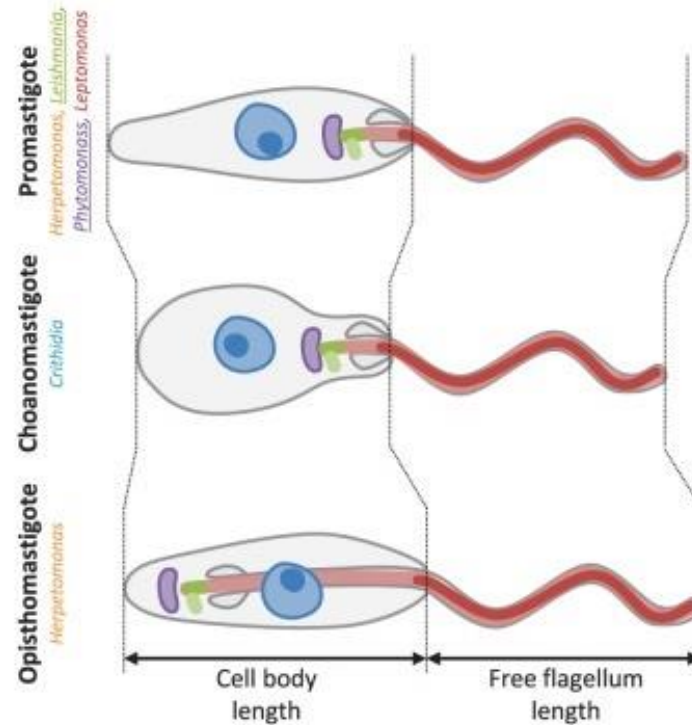 Promastigote
Herpetomonas, Leishmania,
Phytomonass, Leptomonas
Choanomastigote
Crithidia
Opisthomastigote
Herpetomonas
Cell body
length
Free flagellum
length